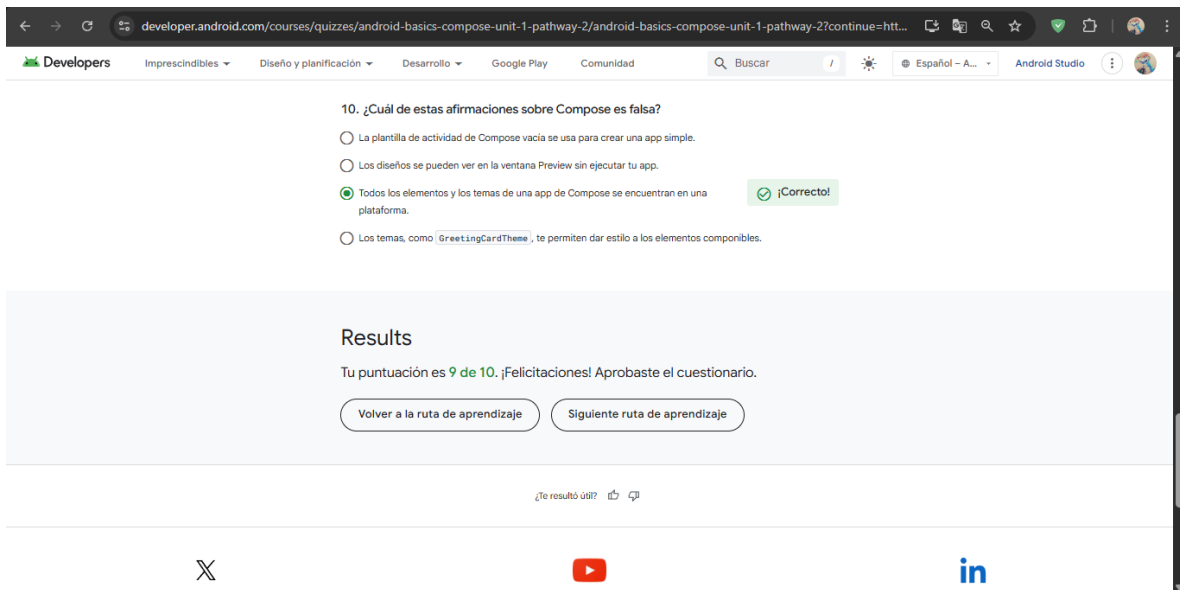 developer.android.com/courses/quizzes/android-basics-compose-unit-1-pathway-2/android-basics-compose-unit-1-pathway-2?continue=htt...
Developers Imprescindibles Diseño y planificación Desarrollo Google Play Comunidad Buscar / Español – A... Android Studio
10. ¿Cuál de estas afirmaciones sobre Compose es falsa?
La plantilla de actividad de Compose vacía se usa para crear una app simple.
Los diseños se pueden ver en la ventana Preview sin ejecutar tu app.
Todos los elementos y los temas de una app de Compose se encuentran en una ¡Correcto!
plataforma.
Los temas, como GreetingCardTheme, te permiten dar estilo a los elementos componibles.
Results
Tu puntuación es 9 de 10. ¡Felicitaciones! Aprobaste el cuestionario.
Volver a la ruta de aprendizaje Siguiente ruta de aprendizaje
¿Te resultó útil?
X in